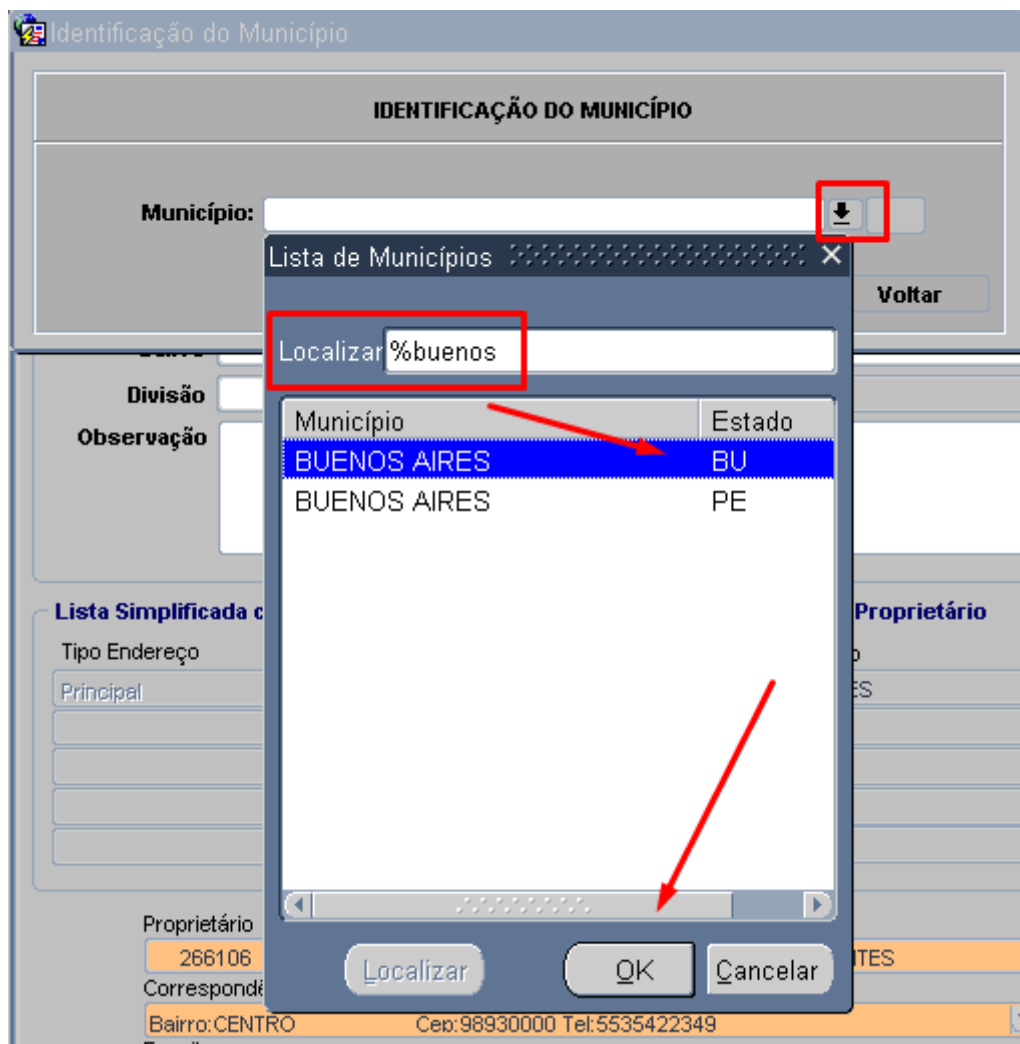 Identificação do Município
IDENTIFICAÇÃO DO MUNICÍPIO
Município:
Lista de Municípios
Voltar
Localizar %buenos
Divisão
Observação
Município Estado
BUENOS AIRES BU
BUENOS AIRES PE
Lista Simplificada
Proprietário
Tipo Endereço
Principal
ES
Proprietário
266106
ITES
Localizar OK Cancelar
Bairro:CENTRO Cep:98930000 Tel:5535422349